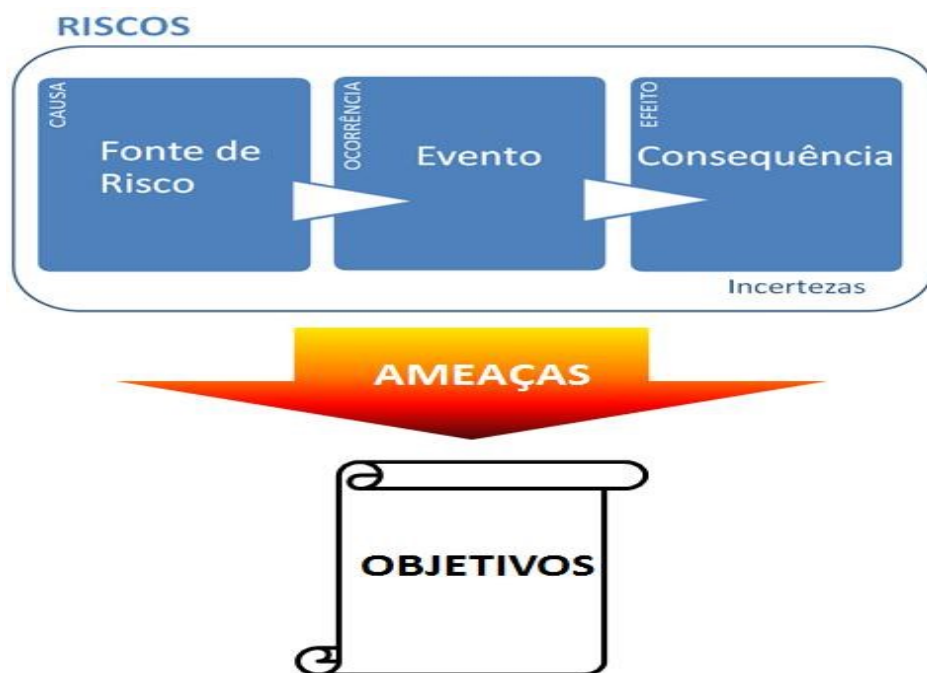 RISCOS
CAUSA
Fonte de
Risco
OCORRÊNCIA
Evento
EFEITO
Consequência
Incertezas
AMEAÇAS
OBJETIVOS